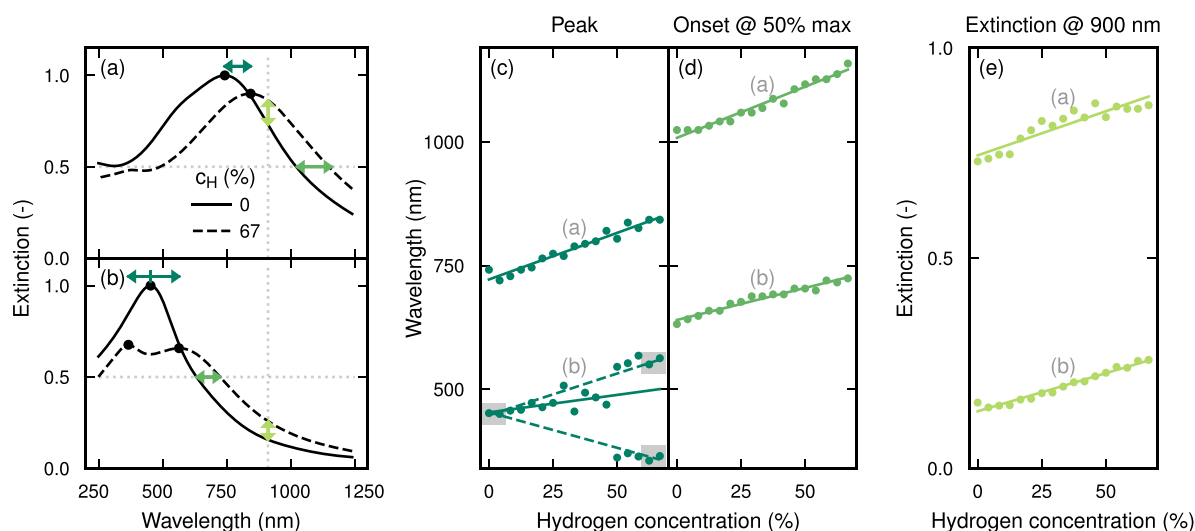 Peak
Onset @ 50% max
Extinction @ 900 nm
(a)
1.0
0.5
0.0
c_H (%)
0
67
(b)
1.0
0.5
0.0
Extinction (-)
250 500 750 1000 1250
Wavelength (nm)
(c)
(a)
(b)
1000
750
500
Wavelength (nm)
0 25 50
(d)
(a)
(b)
0 25 50
Hydrogen concentration (%)
(e)
(a)
(b)
1.0
0.5
0.0
Extinction (-)
0 25 50
Hydrogen concentration (%)